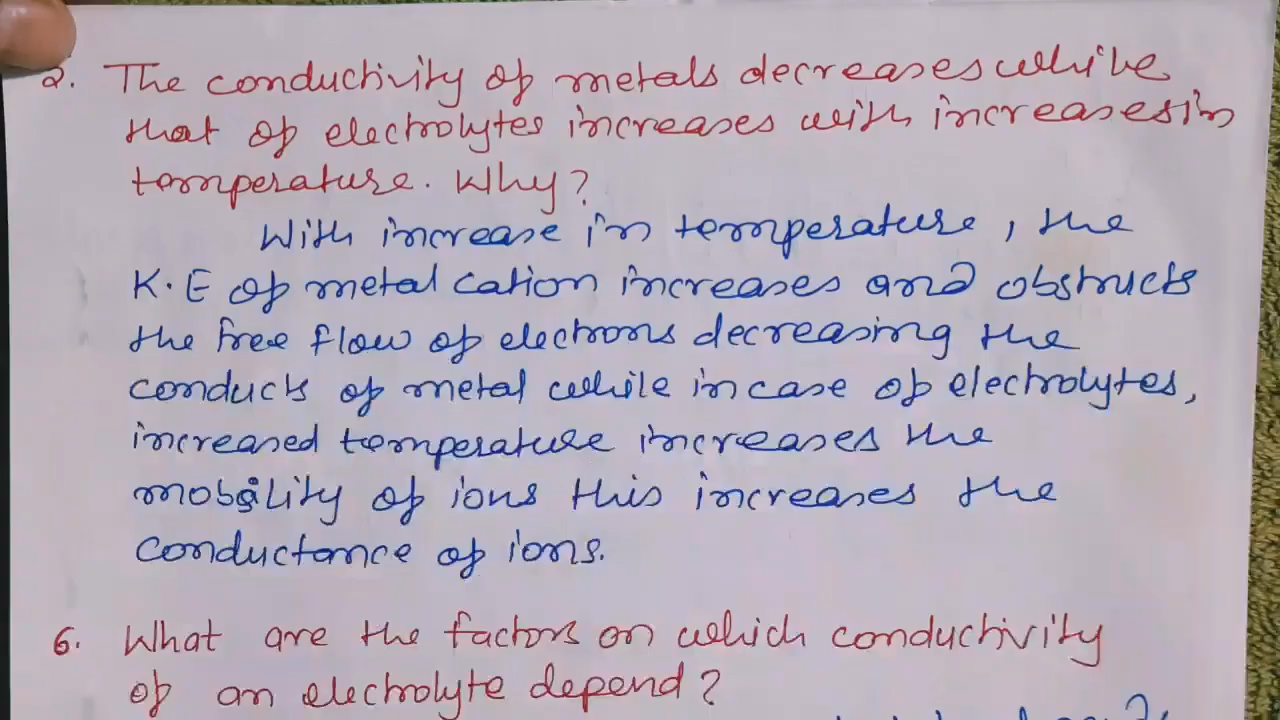 2. The conductivity of metals decreases while
that of electrolytes increases with increases in
temperature. Why?
With increase in temperature, the
K.E of metal cation increases and obstructs
the free flow of electrons decreasing the
conducts of metal while in case of electrolytes,
increased temperature increases the
mobility of ions this increases the
conductance of ions.
6. What are the factors on which conductivity
of an electrolyte depend?